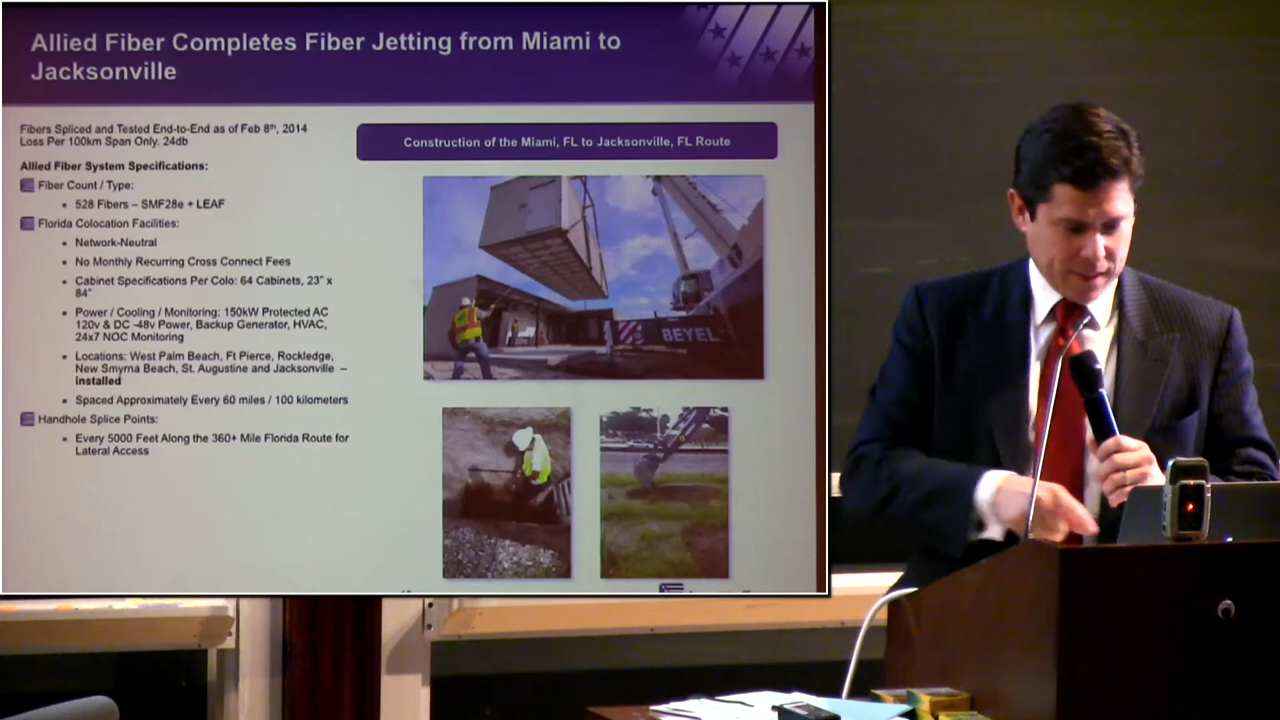 Allied Fiber Completes Fiber Jetting from Miami to
Jacksonville
Fibers Spliced and Tested End-to-End as of Feb 8th, 2014
Loss Per 100km Span Only. 24db
Allied Fiber System Specifications:
Fiber Count / Type:
• 528 Fibers – SMF28e + LEAF
Florida Colocation Facilities:
• Network-Neutral
• No Monthly Recurring Cross Connect Fees
• Cabinet Specifications Per Colo: 64 Cabinets, 23" x
84"
• Power / Cooling / Monitoring: 150kW Protected AC
120v & DC -48v Power, Backup Generator, HVAC,
24x7 NOC Monitoring
• Locations: West Palm Beach, Ft Pierce, Rockledge,
New Smyrna Beach, St. Augustine and Jacksonville –
installed
• Spaced Approximately Every 60 miles / 100 kilometers
Handhole Splice Points:
• Every 5000 Feet Along the 360+ Mile Florida Route for
Lateral Access
Construction of the Miami, FL to Jacksonville, FL Route
BEYEL